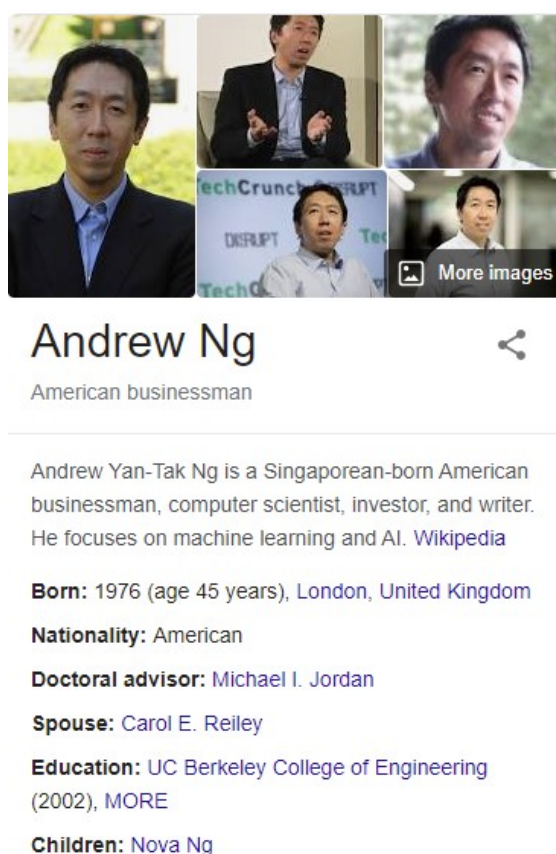 TechCrunch DISRUPT
DISRUPT
Tec
TechC
More images
Andrew Ng
American businessman
Andrew Yan-Tak Ng is a Singaporean-born American
businessman, computer scientist, investor, and writer.
He focuses on machine learning and AI. Wikipedia
Born: 1976 (age 45 years), London, United Kingdom
Nationality: American
Doctoral advisor: Michael I. Jordan
Spouse: Carol E. Reiley
Education: UC Berkeley College of Engineering
(2002), MORE
Children: Nova Ng